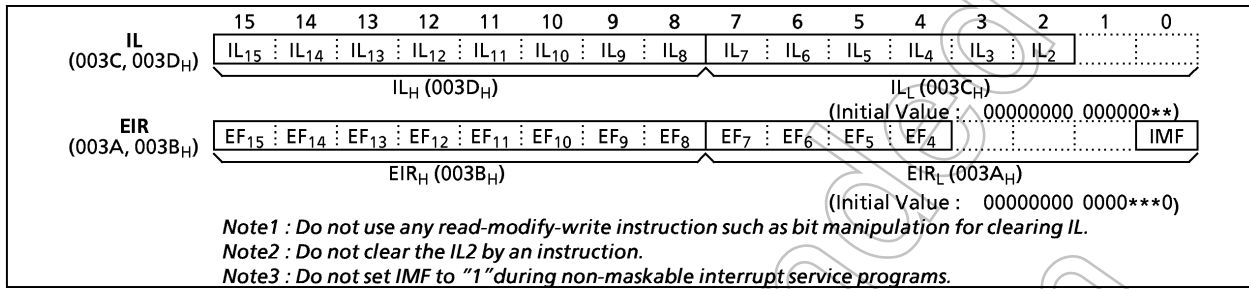 15 14 13 12 11 10 9 8 7 6 5 4 3 2 1 0
IL
(003C, 003DH)
IL15 IL14 IL13 IL12 IL11 IL10 IL9 IL8 IL7 IL6 IL5 IL4 IL3 IL2
ILH (003DH) ILL (003CH)
(Initial Value : 00000000 000000**)
EIR
(003A, 003BH)
EF15 EF14 EF13 EF12 EF11 EF10 EF9 EF8 EF7 EF6 EF5 EF4 IMF
EIRH (003BH) EIRL (003AH)
(Initial Value : 00000000 0000***0)
Note1 : Do not use any read-modify-write instruction such as bit manipulation for clearing IL.
Note2 : Do not clear the IL2 by an instruction.
Note3 : Do not set IMF to "1"during non-maskable interrupt service programs.